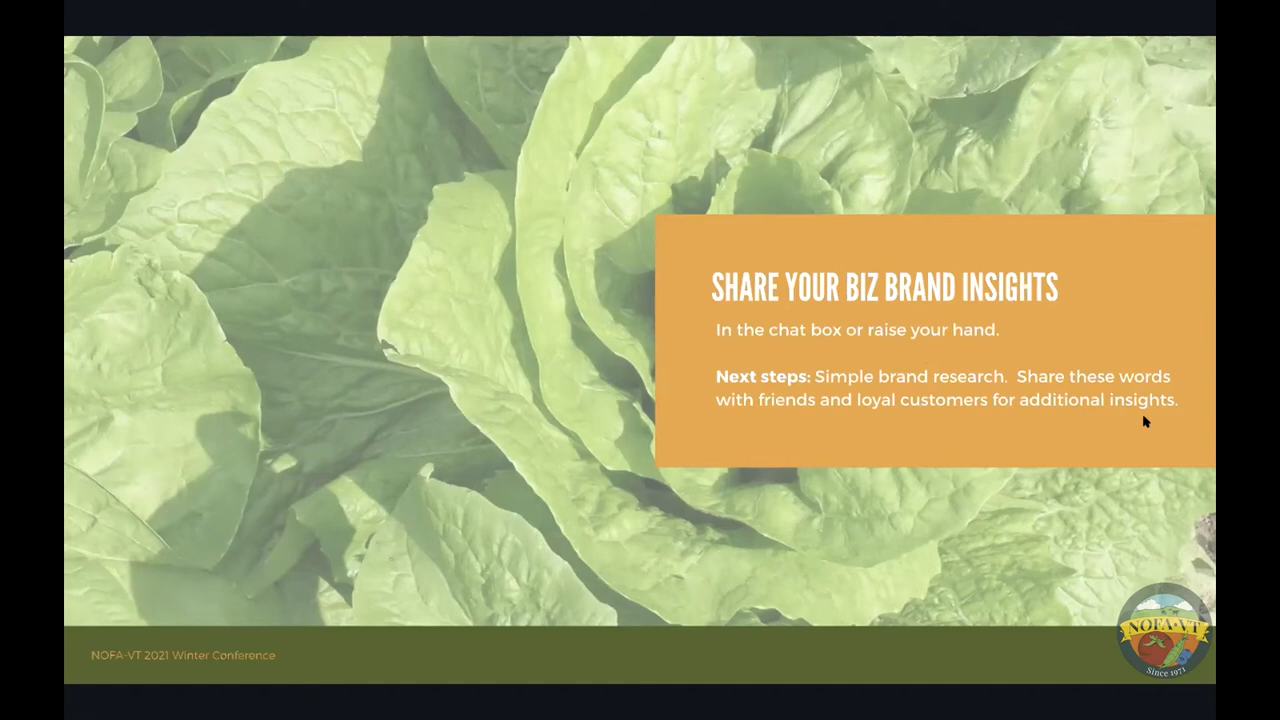 SHARE YOUR BIZ BRAND INSIGHTS
In the chat box or raise your hand.
Next steps: Simple brand research.  Share these words
with friends and loyal customers for additional insights.
NOFA-VT 2021 Winter Conference
NOFA•VT
Since 1971